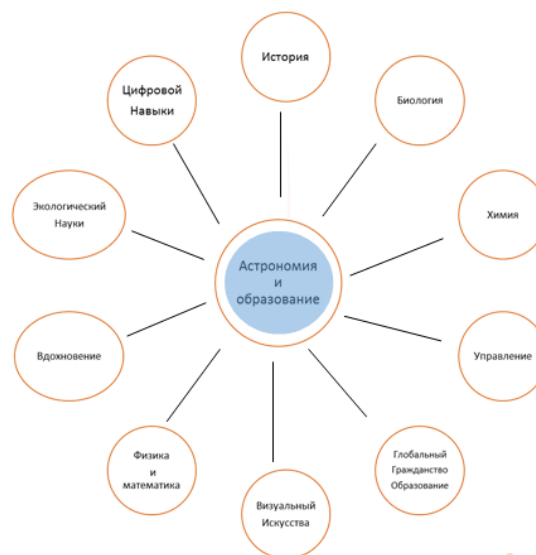 История
Цифровой
Навыки
Биология
Экологический
Науки
Химия
Астрономия
и
образование
Вдохновение
Управление
Физика
и
математика
Глобальный
Гражданство
Образование
Визуальный
Искусства